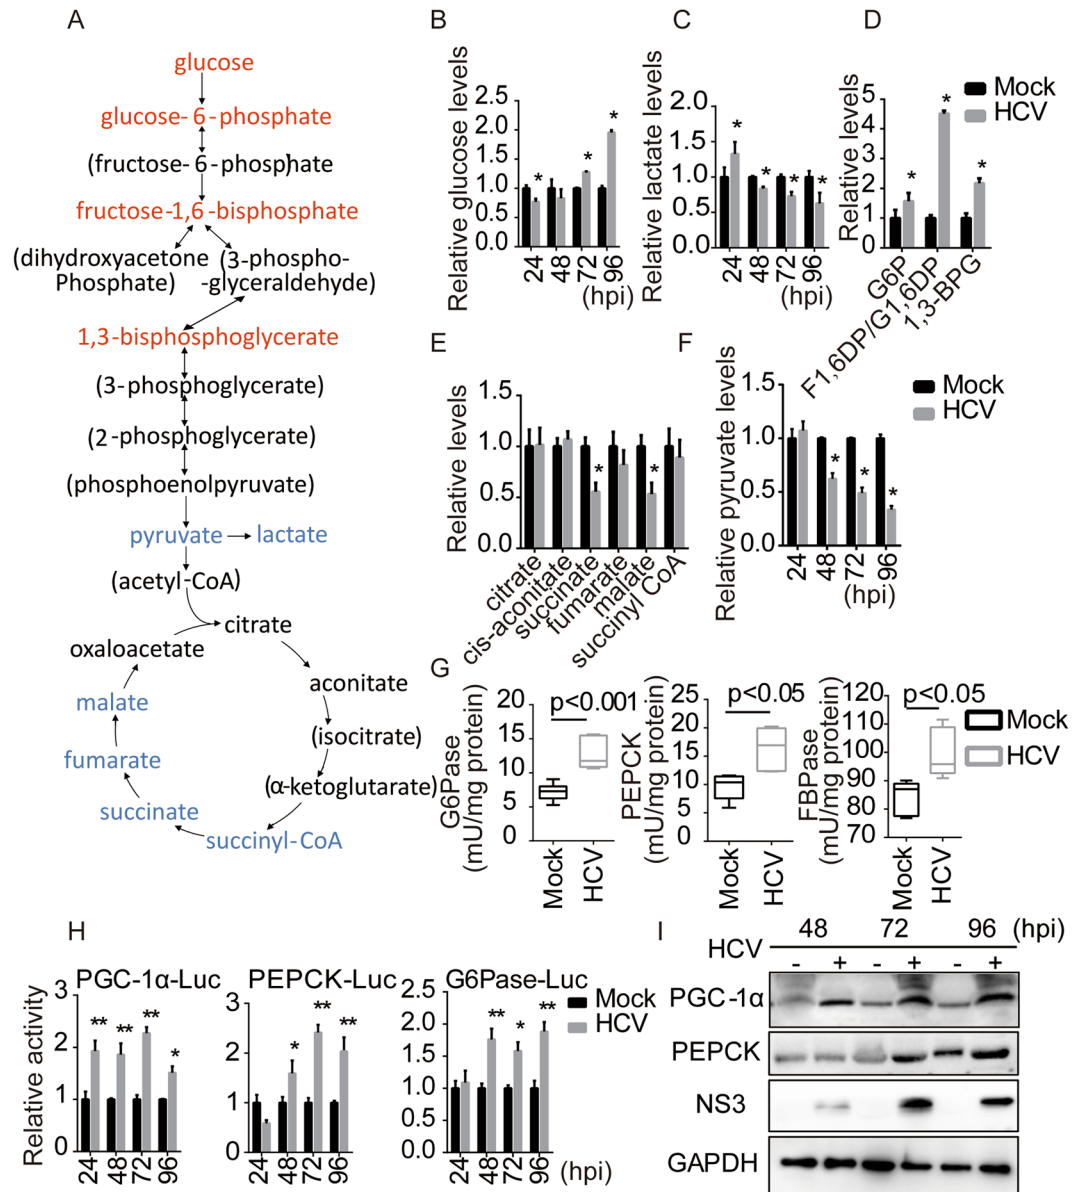 A
glucose
glucose- 6 -phosphate
(fructose- 6 -phosphate)
fructose-1,6 -bisphosphate
(dihydroxyacetone
Phosphate)
(3-phospho-
-glyceraldehyde)
1,3-bisphosphoglycerate
(3- phosphoglycerate)
(2 -phosphoglycerate)
(phosphoenolpyruvate)
pyruvate
lactate
(acetyl-CoA)
citrate
oxaloacetate
aconitate
malate
(isocitrate)
fumarate
(α-ketoglutarate)
succinate
succinyl-CoA
B
Relative glucose levels
2.5
2.0
1.5
1.0
0.5
0.0
*
*
*
24
48
72
96
(hpi)
C
Relative lactate levels
2.0
1.5
1.0
0.5
0.0
*
*
*
*
24
48
72
96
(hpi)
D
Relative levels
5
4
3
2
1
0
*
*
*
Mock
HCV
G6P
F1,6DP/G1,6DP
1,3-BPG
E
Relative levels
1.5
1.0
0.5
0.0
*
*
citrate
cis-aconitate
succinate
fumarate
malate
succinyl CoA
F
Relative pyruvate levels
1.5
1.0
0.5
0.0
*
*
*
Mock
HCV
24
48
72
96
(hpi)
G
G6Pase
(mU/mg protein)
20
15
10
5
0
p<0.001
Mock
HCV
PEPCK
(mU/mg protein)
25
20
15
10
5
0
p<0.05
Mock
HCV
FBPase
(mU/mg protein)
120
110
100
90
80
70
p<0.05
Mock
HCV
Mock
HCV
H
PGC-1α-Luc
Relative activity
3
2
1
0
**
**
**
*
24
48
72
96
PEPCK-Luc
3
2
1
0
*
**
**
24
48
72
96
G6Pase-Luc
2.5
2.0
1.5
1.0
0.5
0.0
**
*
**
24
48
72
96
(hpi)
Mock
HCV
I
48 72 96 (hpi)
HCV
- + - + - +
PGC-1α
PEPCK
NS3
GAPDH